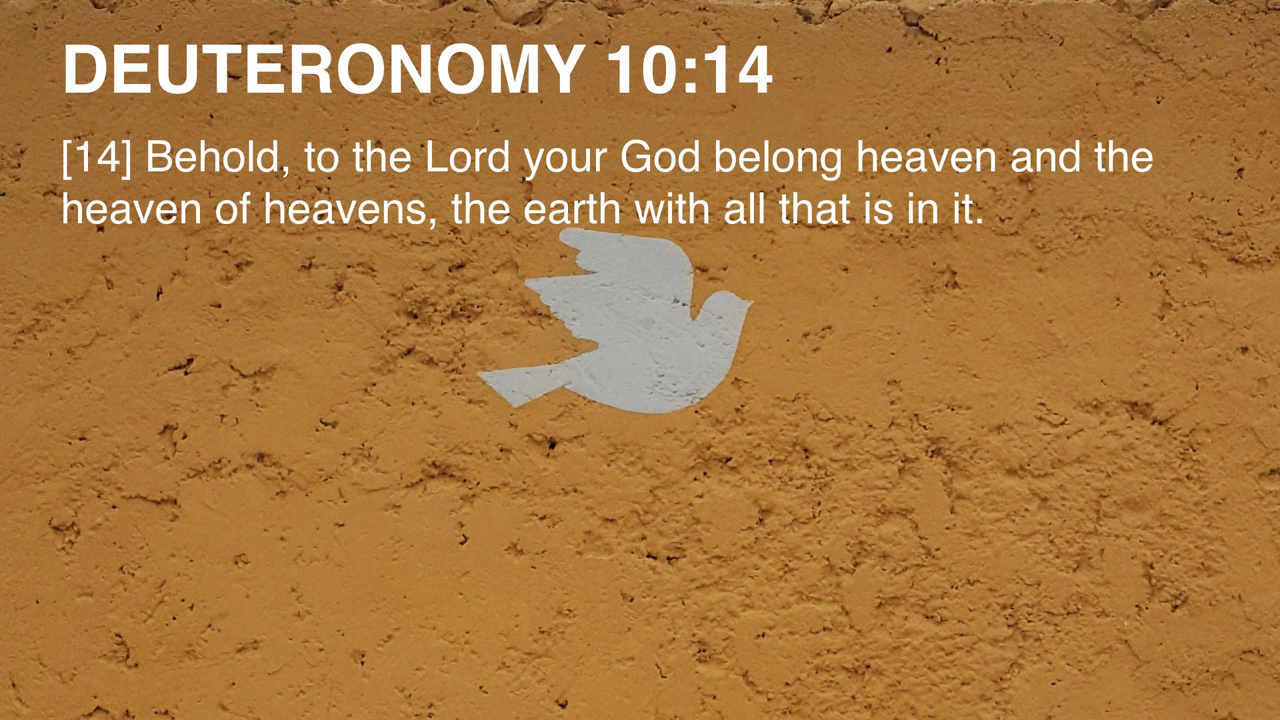 DEUTERONOMY 10:14
[14] Behold, to the Lord your God belong heaven and the
heaven of heavens, the earth with all that is in it.